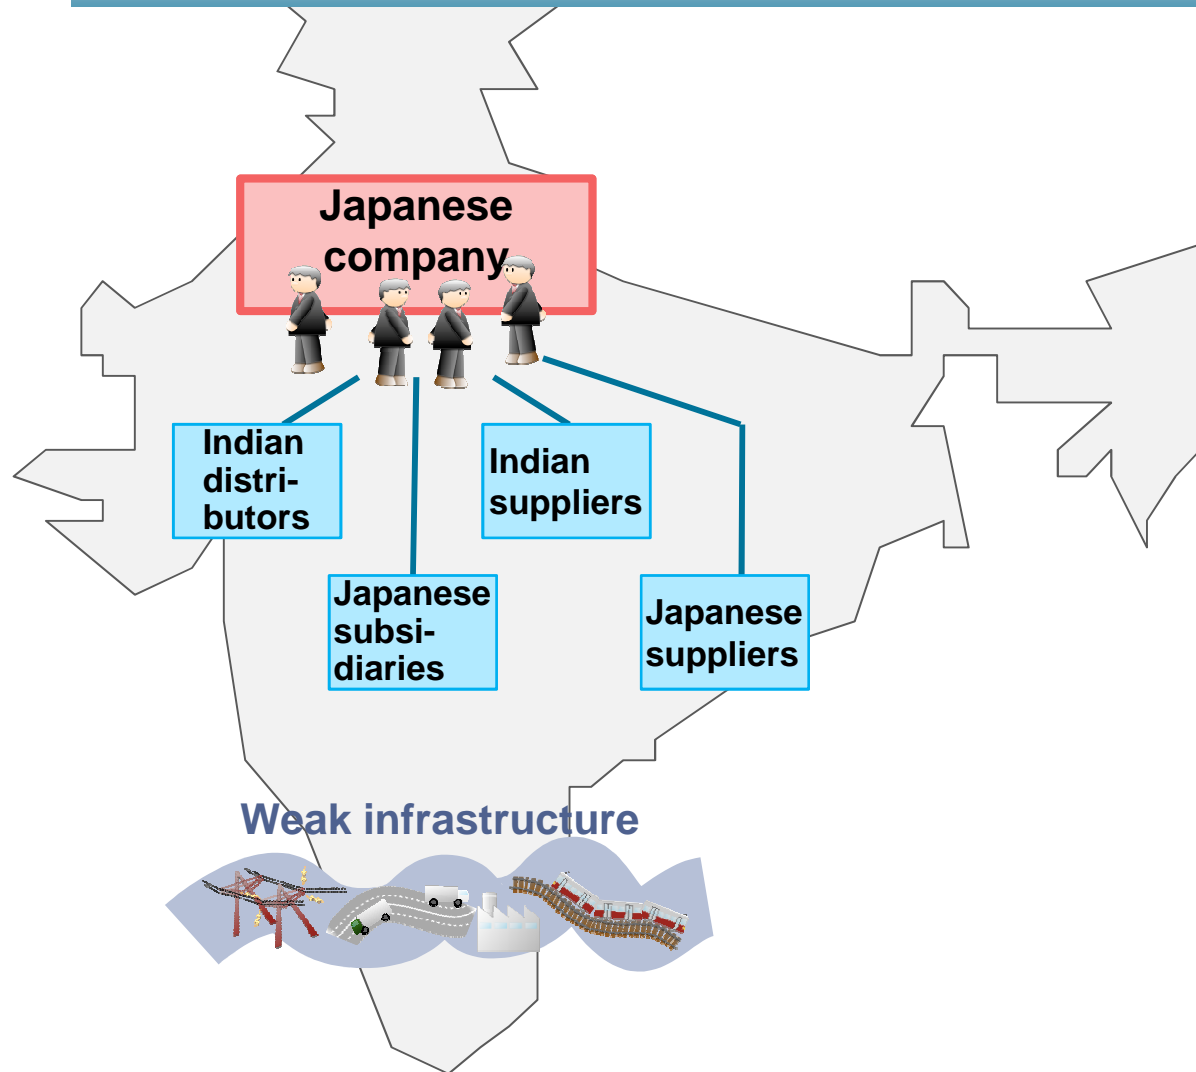 Japanese
company
Indian
distri-
butors
Indian
suppliers
Japanese
subsi-
diaries
Japanese
suppliers
Weak infrastructure